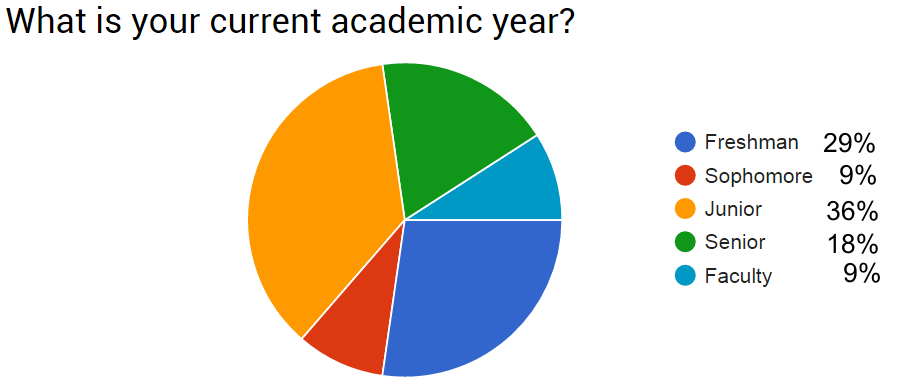 What is your current academic year?
Freshman 29%
Sophomore 9%
Junior 36%
Senior 18%
Faculty 9%